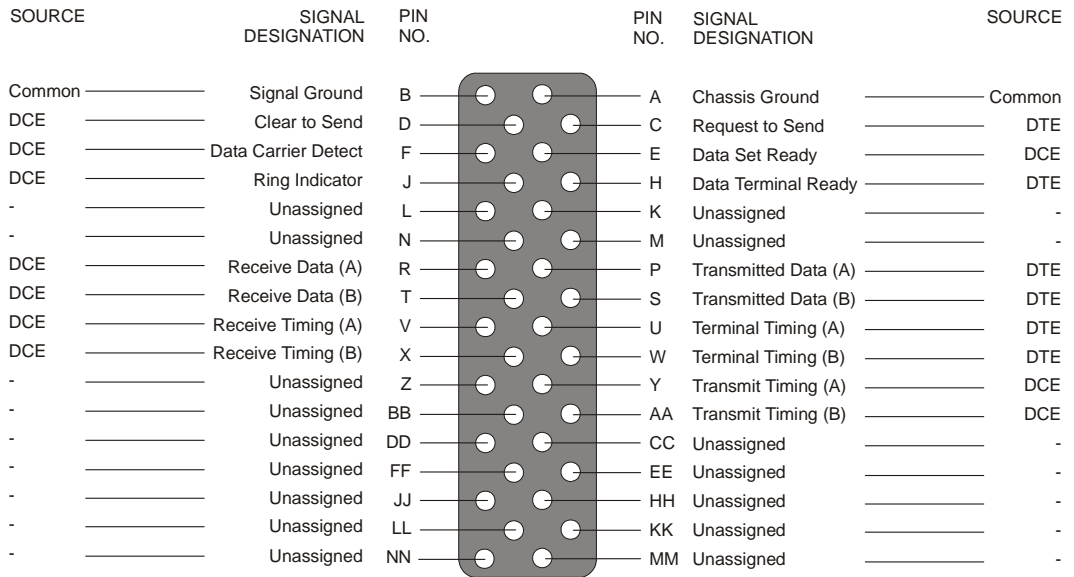 SOURCE SIGNAL DESIGNATION PIN NO. PIN NO. SIGNAL DESIGNATION SOURCE
Common Signal Ground B A Chassis Ground Common
DCE Clear to Send D C Request to Send DTE
DCE Data Carrier Detect F E Data Set Ready DCE
DCE Ring Indicator J H Data Terminal Ready DTE
- Unassigned L K Unassigned -
- Unassigned N M Unassigned -
DCE Receive Data (A) R P Transmitted Data (A) DTE
DCE Receive Data (B) T S Transmitted Data (B) DTE
DCE Receive Timing (A) V U Terminal Timing (A) DTE
DCE Receive Timing (B) X W Terminal Timing (B) DTE
- Unassigned Z Y Transmit Timing (A) DCE
- Unassigned BB AA Transmit Timing (B) DCE
- Unassigned DD CC Unassigned -
- Unassigned FF EE Unassigned -
- Unassigned JJ HH Unassigned -
- Unassigned LL KK Unassigned -
- Unassigned NN MM Unassigned -